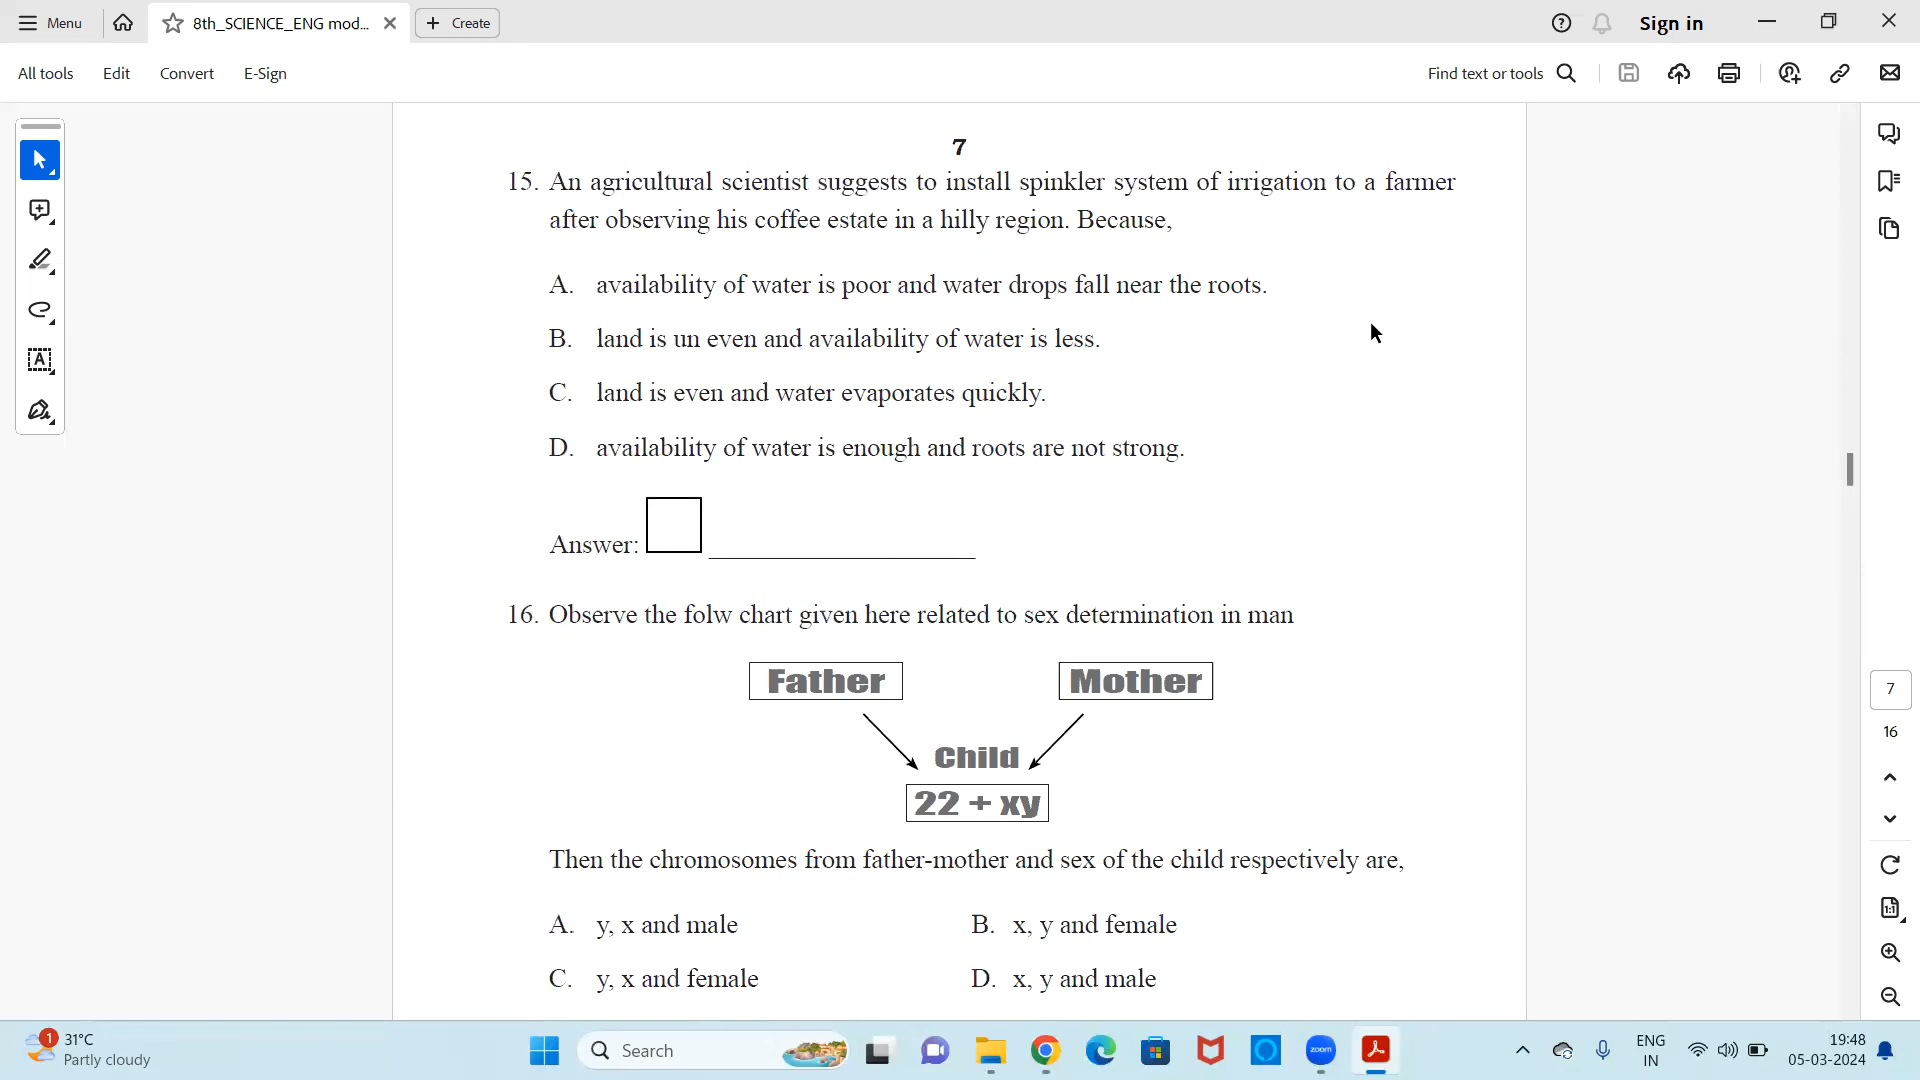 Menu
8th_SCIENCE_ENG mod...
Create
Sign in
All tools
Edit
Convert
E-Sign
Find text or tools
7
15. An agricultural scientist suggests to install spinkler system of irrigation to a farmer
after observing his coffee estate in a hilly region. Because,
A. availability of water is poor and water drops fall near the roots.
B. land is un even and availability of water is less.
C. land is even and water evaporates quickly.
D. availability of water is enough and roots are not strong.
Answer:
16. Observe the folw chart given here related to sex determination in man
Father
Mother
Child
22 + xy
Then the chromosomes from father-mother and sex of the child respectively are,
A. y, x and male
B. x, y and female
C. y, x and female
D. x, y and male
7
16
1:1
1
31°C
Partly cloudy
Search
zoom
ENG
IN
19:48
05-03-2024